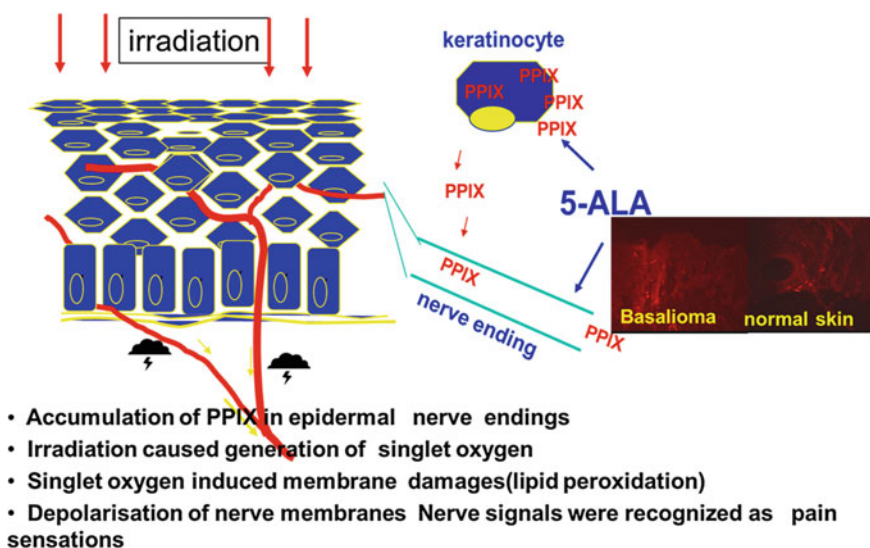 irradiation
keratinocyte
PPIX
PPIX
PPIX
PPIX
PPIX
5-ALA
PPIX
nerve ending
PPIX
Basalioma
normal skin
• Accumulation of PPIX in epidermal nerve endings
• Irradiation caused generation of singlet oxygen
• Singlet oxygen induced membrane damages(lipid peroxidation)
• Depolarisation of nerve membranes Nerve signals were recognized as pain
sensations